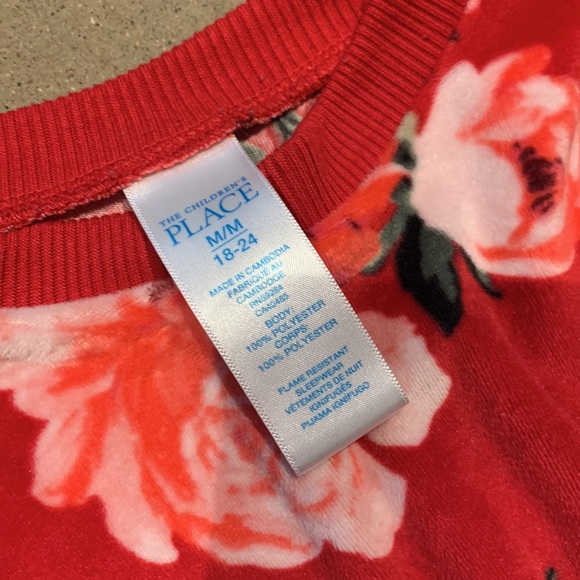 THE CHILDREN'S
PLACE
M/M
18-24
MADE IN CAMBODIA
FABRIQUÉ AU
CAMBODGE
RN59284
CA40485
BODY:
100% POLYESTER
CORPS:
100% POLYESTER
FLAME RESISTANT
SLEEPWEAR
VÊTEMENTS DE NUIT
IGNIFUGÉS
PIJAMA IGNÍFUGO